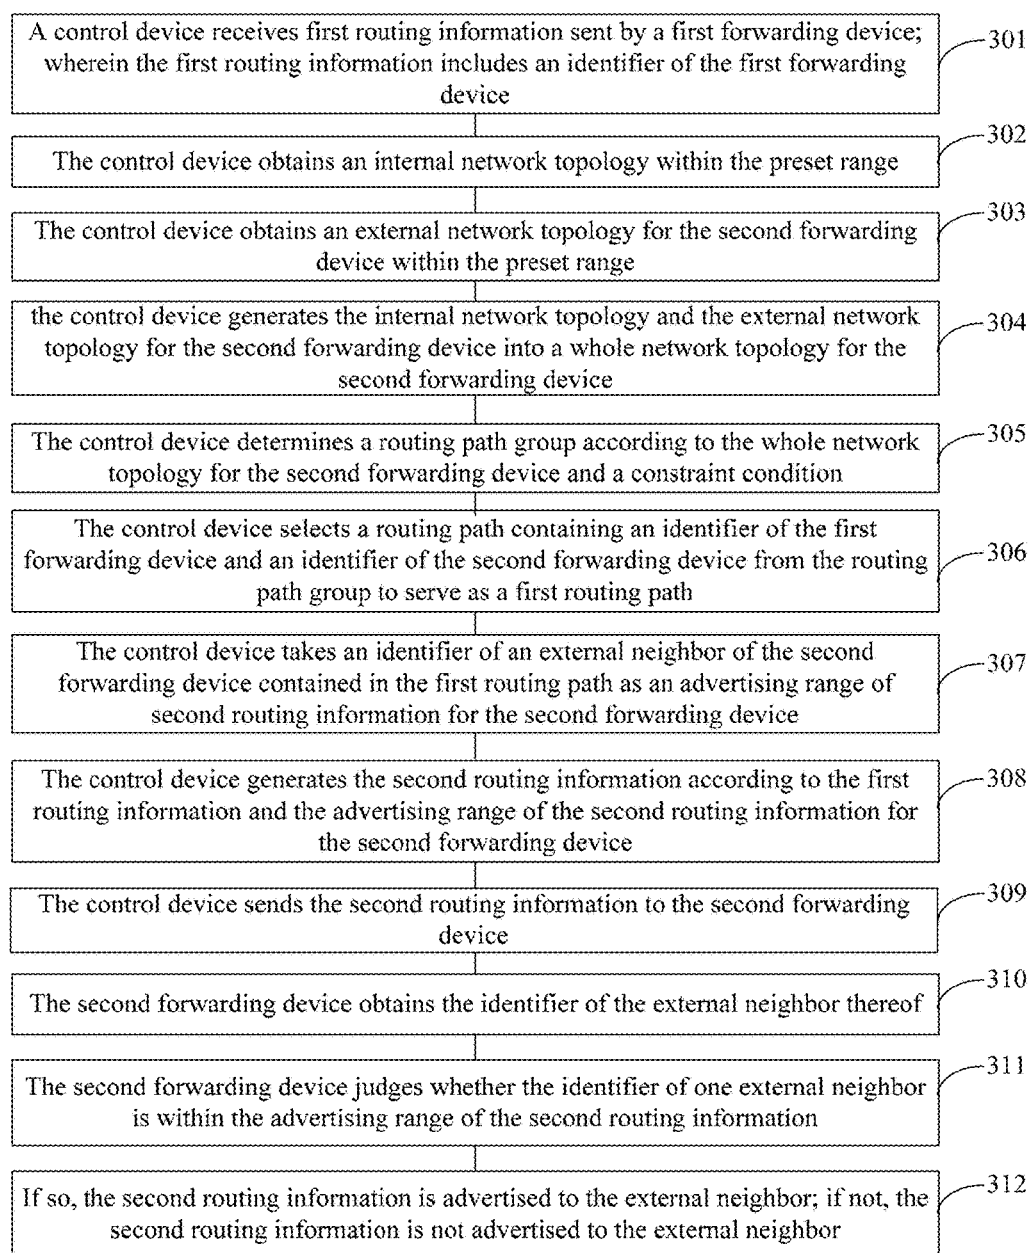 A control device receives first routing information sent by a first forwarding device;
wherein the first routing information includes an identifier of the first forwarding
device
301
302
The control device obtains an internal network topology within the preset range
303
The control device obtains an external network topology for the second forwarding
device within the preset range
the control device generates the internal network topology and the external network
topology for the second forwarding device into a whole network topology for the
second forwarding device
304
The control device determines a routing path group according to the whole network
topology for the second forwarding device and a constraint condition
305
The control device selects a routing path containing an identifier of the first
forwarding device and an identifier of the second forwarding device from the routing
path group to serve as a first routing path
306
The control device takes an identifier of an external neighbor of the second
forwarding device contained in the first routing path as an advertising range of
second routing information for the second forwarding device
307
The control device generates the second routing information according to the first
routing information and the advertising range of the second routing information for
the second forwarding device
308
The control device sends the second routing information to the second forwarding
device
309
The second forwarding device obtains the identifier of the external neighbor thereof
310
The second forwarding device judges whether the identifier of one external neighbor
is within the advertising range of the second routing information
311
If so, the second routing information is advertised to the external neighbor; if not, the
second routing information is not advertised to the external neighbor
312